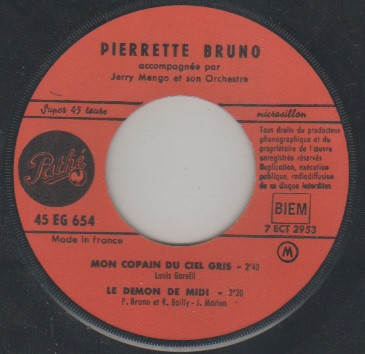 PIERRETTE BRUNO
accompagnée par
Jerry Mengo et son Orchestre
Super 45 tours
microsillon
Tous droits du producteur
phonographique et du
propriétaire de l'œuvre
enregistrée réservés.
Duplication, exécution
publique, radiodiffusion
de ce disque interdites.
Pathé
45 EG 654
BIEM
7 ECT 2953
Made in France
M
MON COPAIN DU CIEL GRIS - 2'40
Louis Gorelli
LE DEMON DE MIDI - 2'20
P. Bruno et R. Bailly - J. Marion